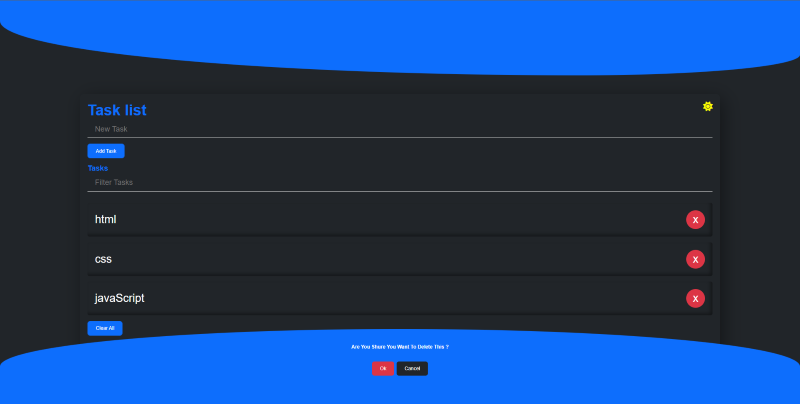 Task list
New Task
Add Task
Tasks
Filter Tasks
html
X
css
X
javaScript
X
Clear All
Are You Shure You Want To Delete This ?
Ok
Cancel